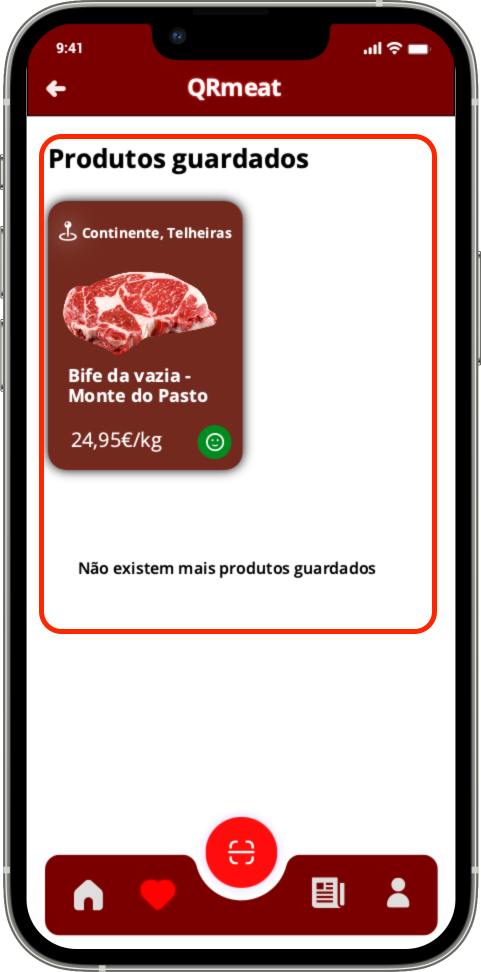 9:41
QRmeat
Produtos guardados
Continente, Telheiras
Bife da vazia -
Monte do Pasto
24,95€/kg
Não existem mais produtos guardados